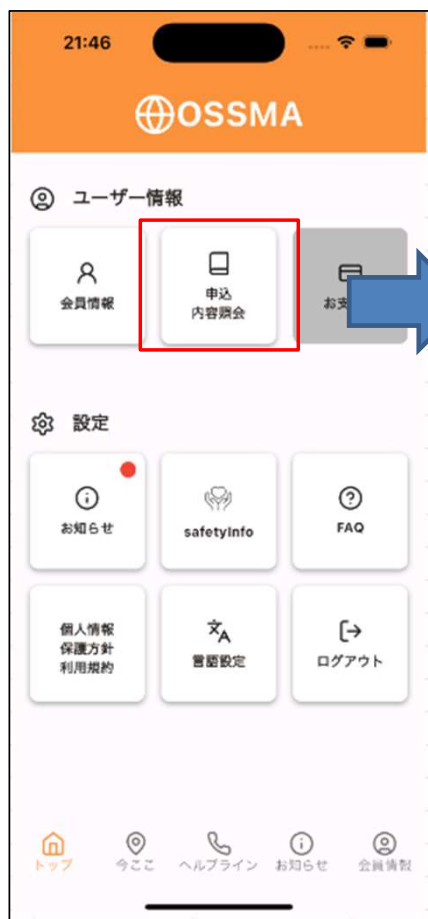 21:46
OSSMA
ユーザー情報
会員情報
申込
内容照会
お支
設定
お知らせ
safetyInfo
FAQ
個人情報
保護方針
利用規約
言語設定
ログアウト
トップ
今ここ
ヘルプライン
お知らせ
会員情報